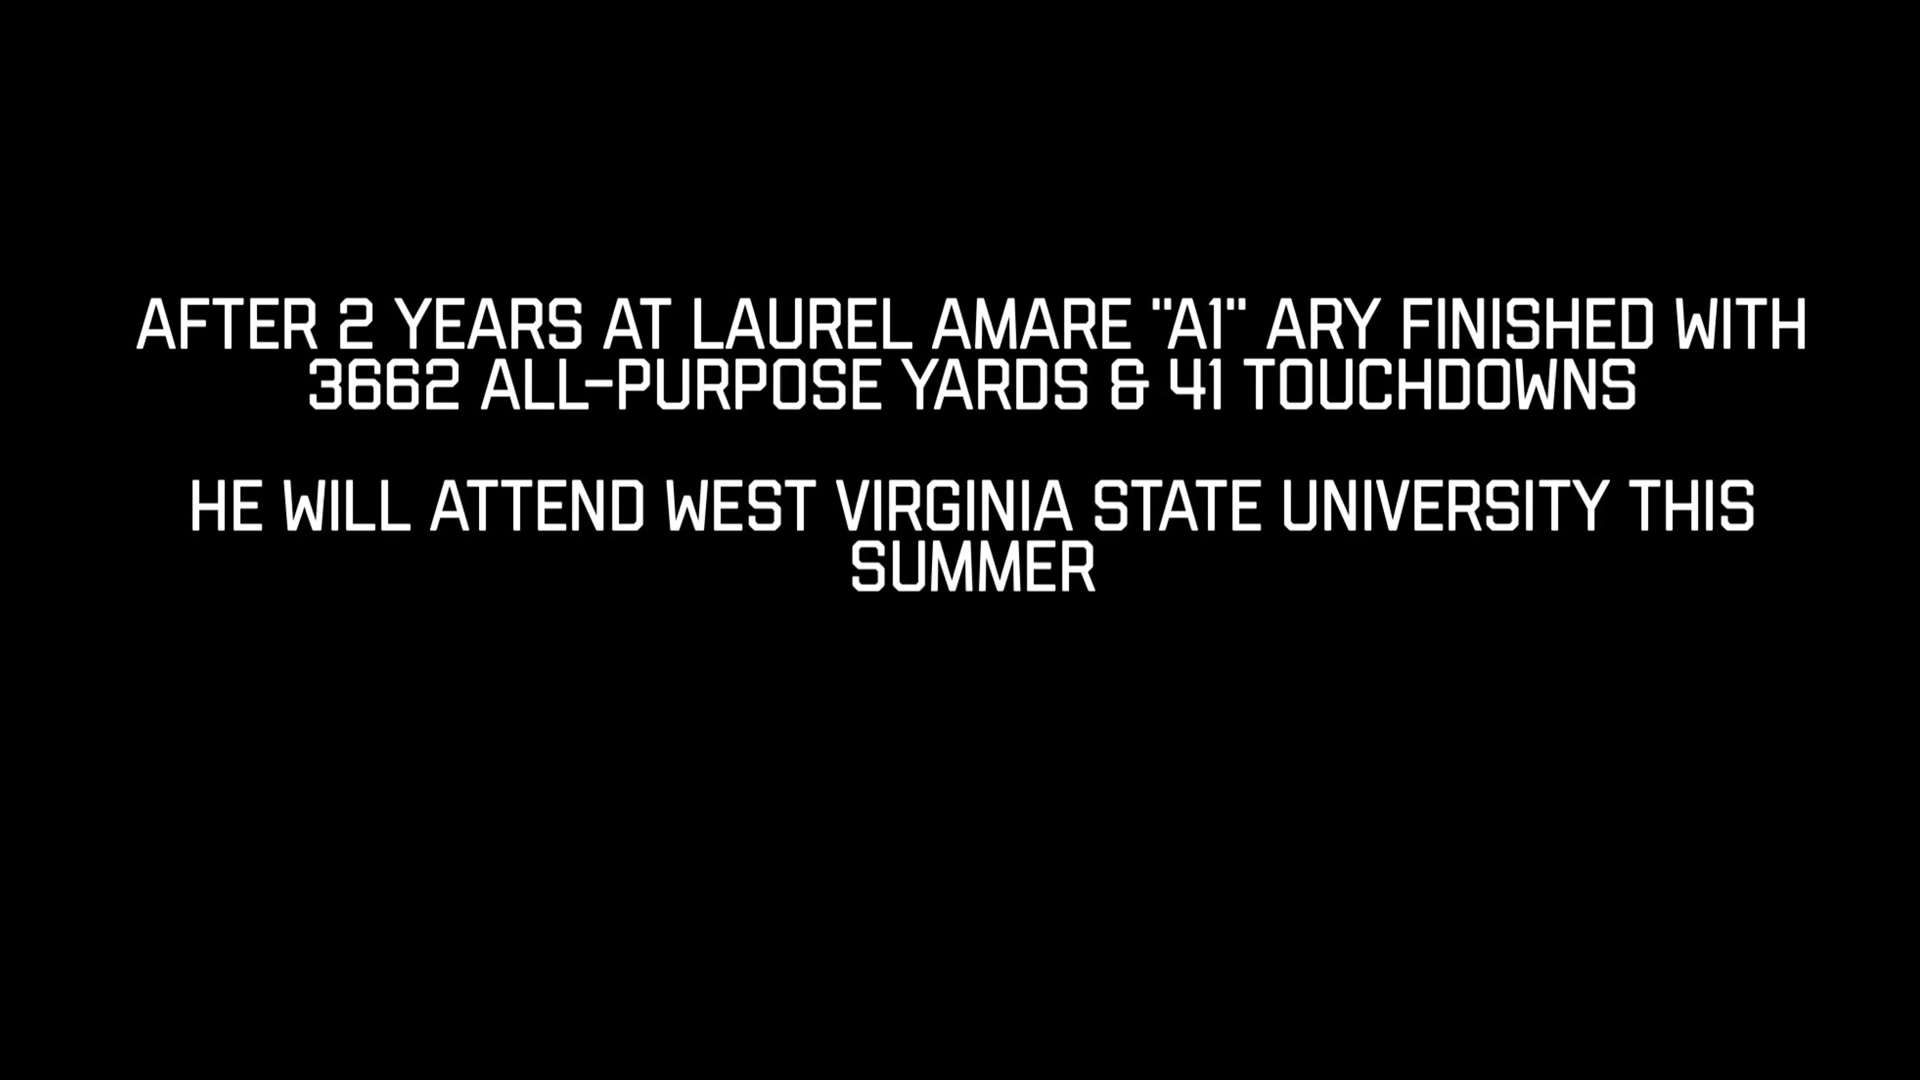 AFTER 2 YEARS AT LAUREL AMARE "A1" ARY FINISHED WITH
3662 ALL-PURPOSE YARDS & 41 TOUCHDOWNS
HE WILL ATTEND WEST VIRGINIA STATE UNIVERSITY THIS
SUMMER